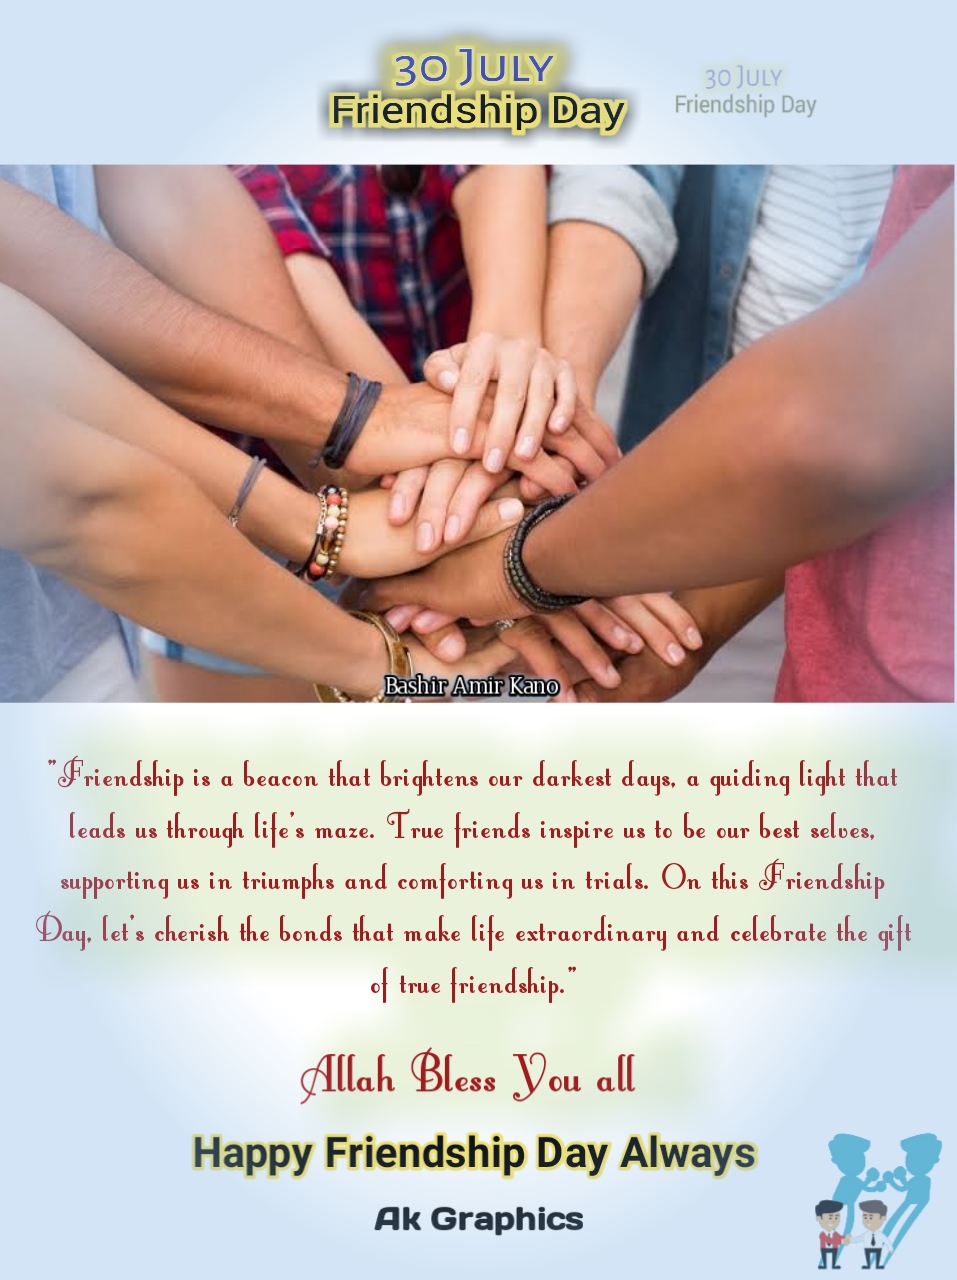 30 July
Friendship Day
30 July
Friendship Day
Bashir Amir Kano
"Friendship is a beacon that brightens our darkest days, a guiding light that
leads us through life's maze. True friends inspire us to be our best selves,
supporting us in triumphs and comforting us in trials. On this Friendship
Day, let's cherish the bonds that make life extraordinary and celebrate the gift
of true friendship."
Allah Bless You all
Happy Friendship Day Always
Ak Graphics